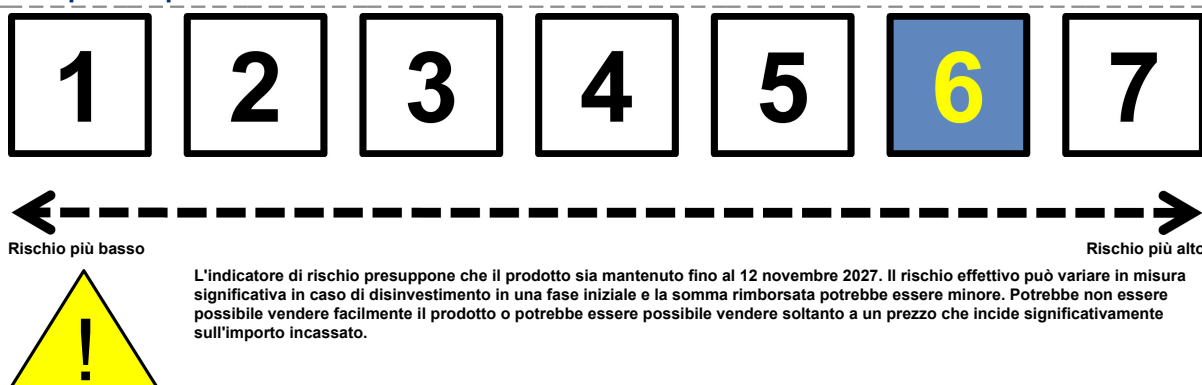 1 2 3 4 5 6 7
Rischio più basso Rischio più alto
L'indicatore di rischio presuppone che il prodotto sia mantenuto fino al 12 novembre 2027. Il rischio effettivo può variare in misura
significativa in caso di disinvestimento in una fase iniziale e la somma rimborsata potrebbe essere minore. Potrebbe non essere
possibile vendere facilmente il prodotto o potrebbe essere possibile vendere soltanto a un prezzo che incide significativamente
sull'importo incassato.
!